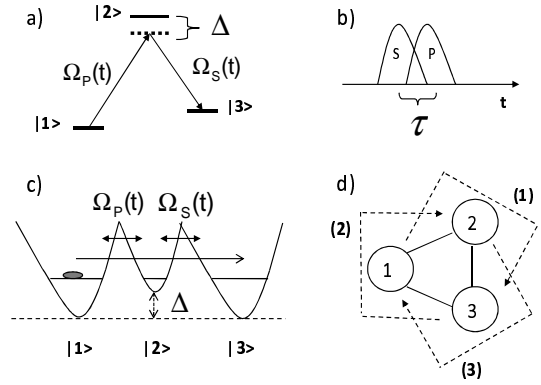 a)
|2>
Δ
Ω_P(t)
Ω_S(t)
|1>
|3>
b)
S
P
t
τ
c)
Ω_P(t)
Ω_S(t)
Δ
|1>
|2>
|3>
d)
(1)
(2)
2
1
3
(3)